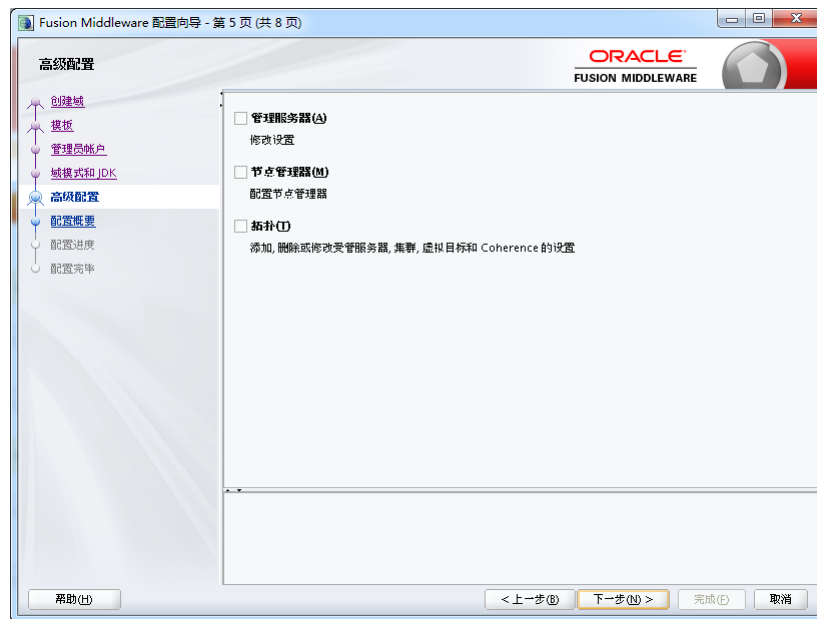 Fusion Middleware 配置向导 - 第 5 页 (共 8 页)
高级配置
ORACLE
FUSION MIDDLEWARE
创建域
模板
管理员帐户
域模式和 JDK
高级配置
配置概要
配置进度
配置完毕
管理服务器(A)
修改设置
节点管理器(M)
配置节点管理器
拓扑(T)
添加, 删除或修改受管服务器, 集群, 虚拟目标和 Coherence 的设置
帮助(H)
< 上一步(B)
下一步(N) >
完成(F)
取消